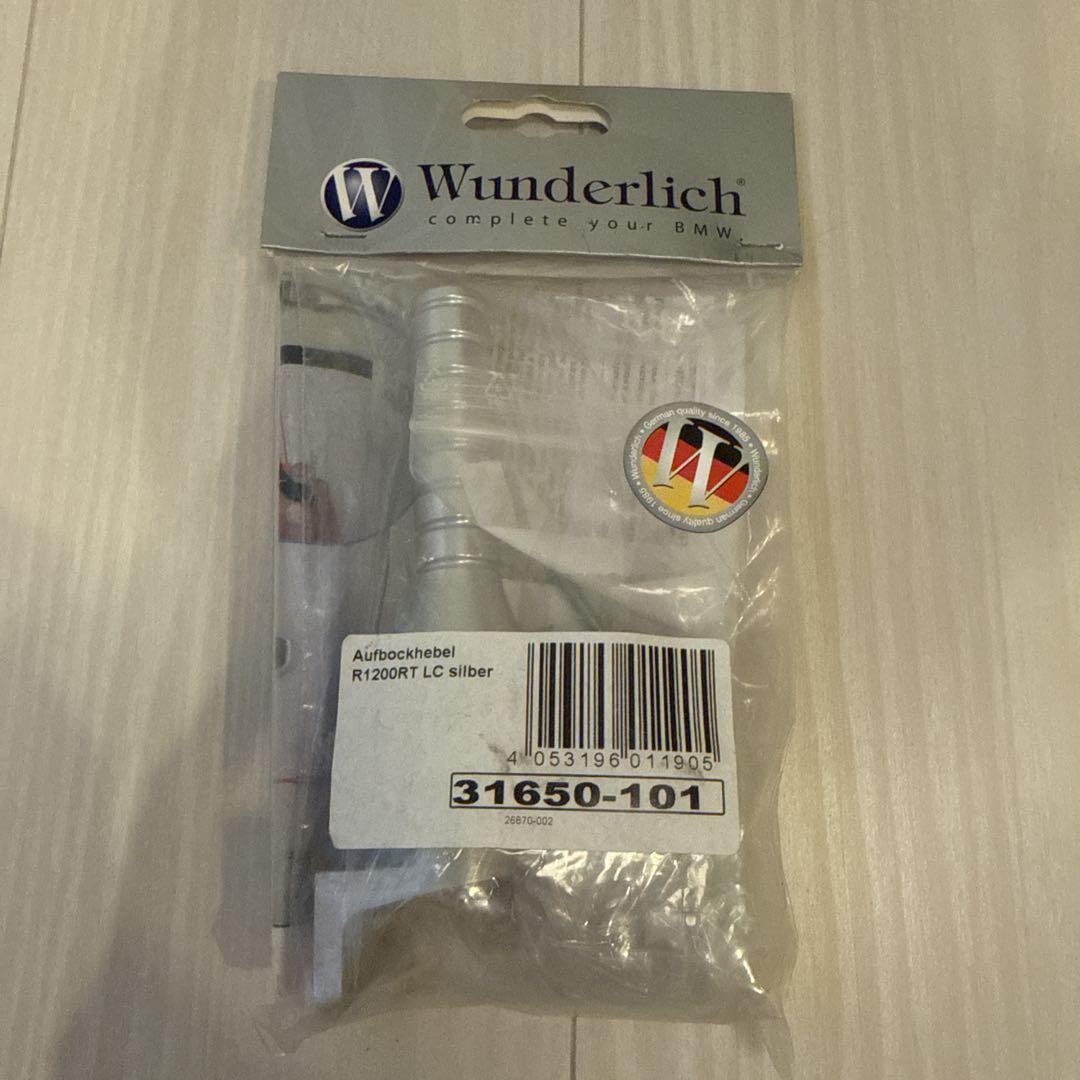 W Wunderlich®
complete your BMW.
Wunderlich • German quality since 1985 • Wunderlich • German quality since 1985 •
W
Aufbockhebel
R1200RT LC silber
4 053196 011905
31650-101
26870-002